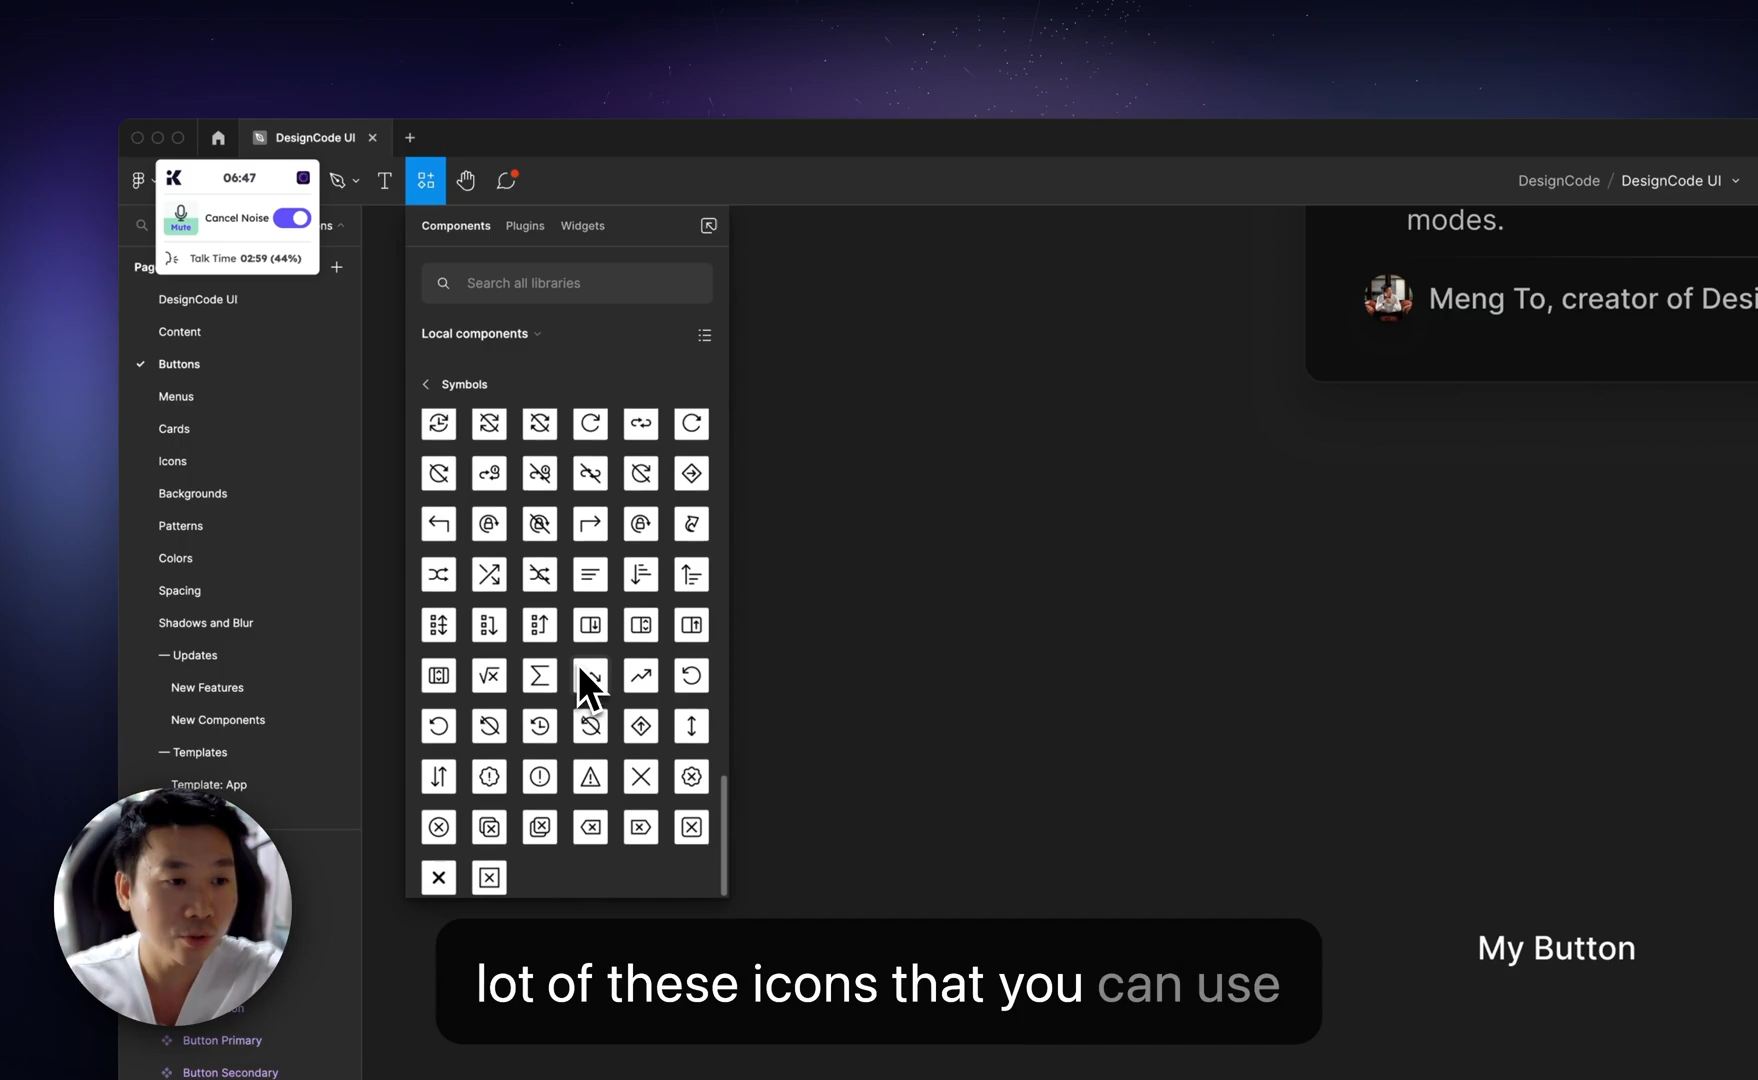 DesignCode UI
06:47
DesignCode / DesignCode UI
Mute
Cancel Noise
ns
Talk Time 02:59 (44%)
Pag
DesignCode UI
Content
Buttons
Menus
Cards
Icons
Backgrounds
Patterns
Colors
Spacing
Shadows and Blur
— Updates
New Features
New Components
— Templates
Template: App
on
Button Primary
Button Secondary
Components
Plugins
Widgets
Search all libraries
Local components
Symbols
modes.
Meng To, creator of Desi
My Button
lot of these icons that you can use